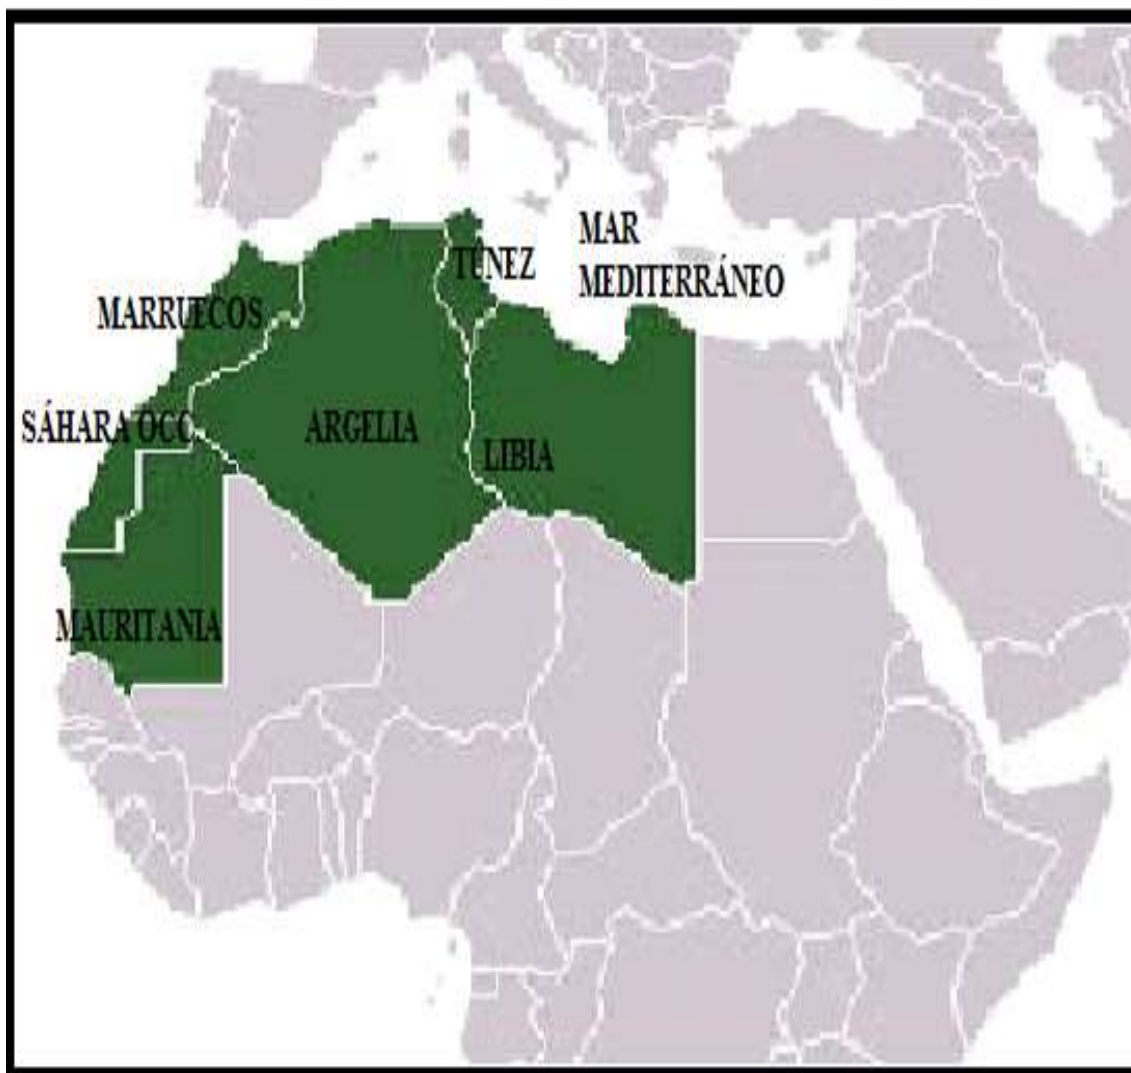 MAR
MEDITERRÁNEO
TÚNEZ
MARRUECOS
SÁHARA OCC.
ARGELIA
LIBIA
MAURITANIA